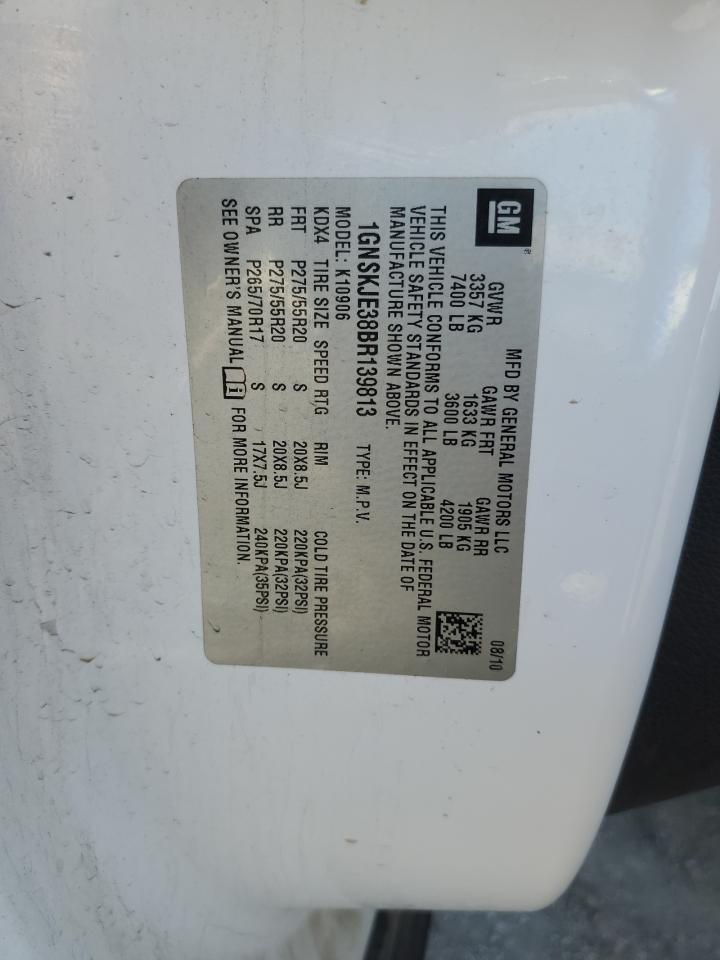 GM
MFD BY GENERAL MOTORS LLC 08/10
GVWR GAWR FRT GAWR RR
3357 KG 1633 KG 1905 KG
7400 LB 3600 LB 4200 LB
THIS VEHICLE CONFORMS TO ALL APPLICABLE U.S. FEDERAL MOTOR
VEHICLE SAFETY STANDARDS IN EFFECT ON THE DATE OF
MANUFACTURE SHOWN ABOVE.
1GNSKJE38BR139813 TYPE: M.P.V.
MODEL: K10906
KDX4 TIRE SIZE SPEED RTG RIM COLD TIRE PRESSURE
FRT P275/55R20 S 20X8.5J 220KPA(32PSI)
RR P275/55R20 S 20X8.5J 220KPA(32PSI)
SPA P265/70R17 S 17X7.5J 240KPA(35PSI)
SEE OWNER'S MANUAL FOR MORE INFORMATION.